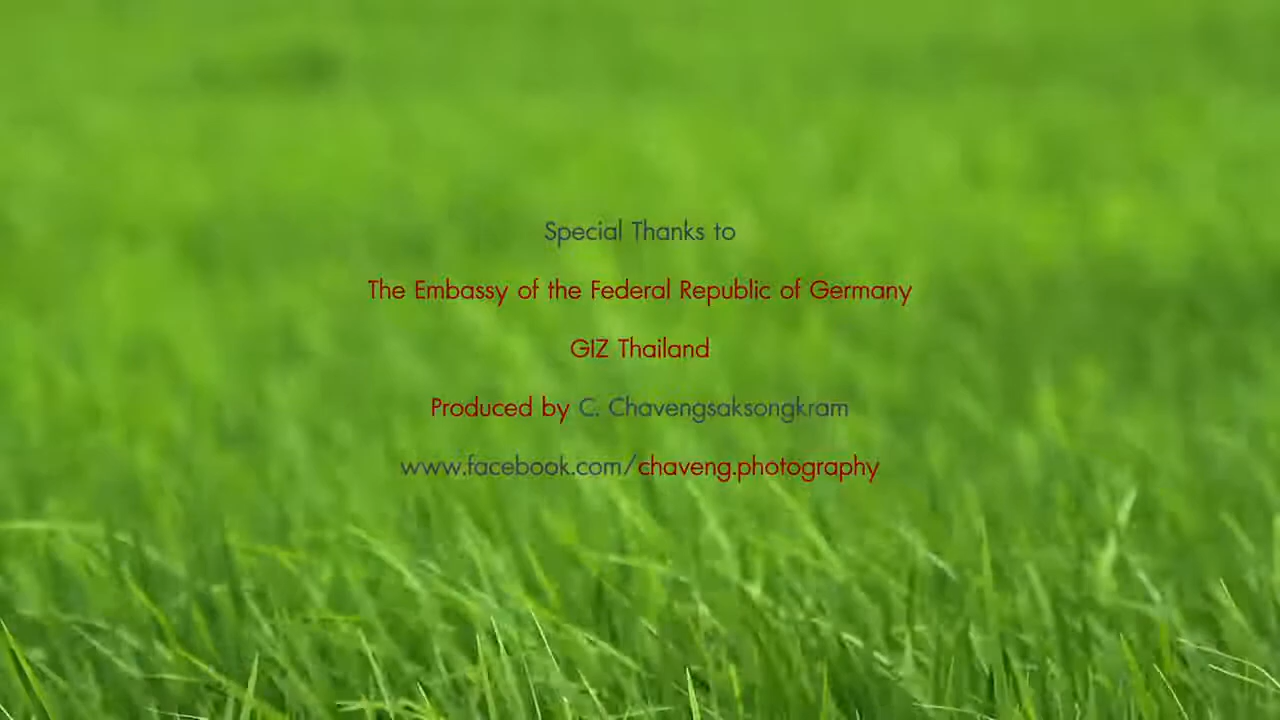 Special Thanks to
The Embassy of the Federal Republic of Germany
GIZ Thailand
Produced by C. Chavengsaksongkram
www.facebook.com/chaveng.photography